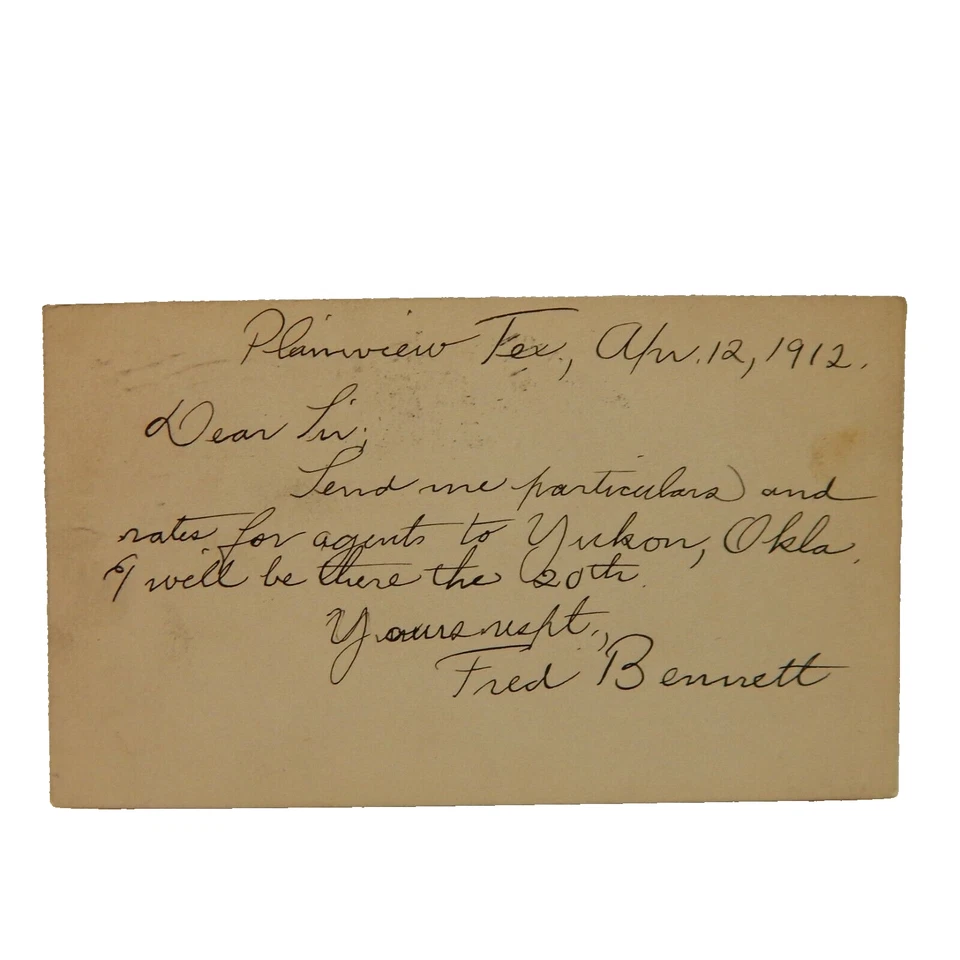 Plainview Tex., Apr. 12, 1912.
Dear Sir;
Send me particulars and
rates for agents to Yukon, Okla.
I will be there the 20th.
Yours respt.,
Fred Bennett